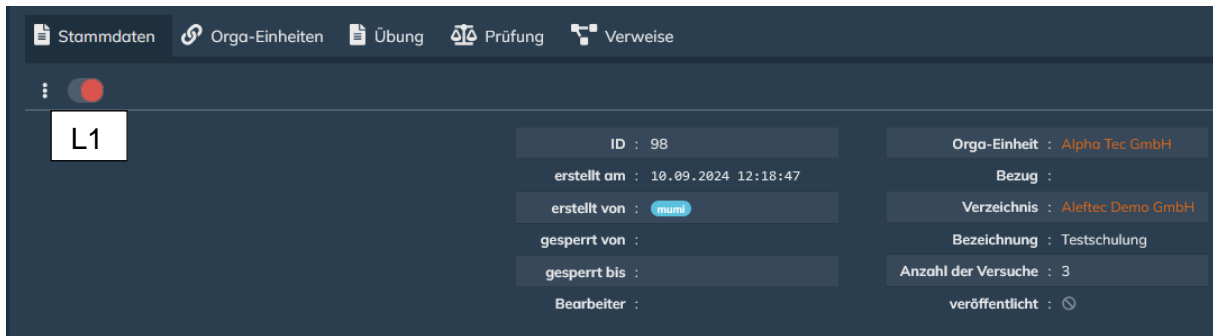 Stammdaten Orga-Einheiten Übung Prüfung Verweise
L1
ID : 98
erstellt am : 10.09.2024 12:18:47
erstellt von : mumi
gesperrt von :
gesperrt bis :
Bearbeiter :
Orga-Einheit : Alpha Tec GmbH
Bezug :
Verzeichnis : Aleftec Demo GmbH
Bezeichnung : Testschulung
Anzahl der Versuche : 3
veröffentlicht :